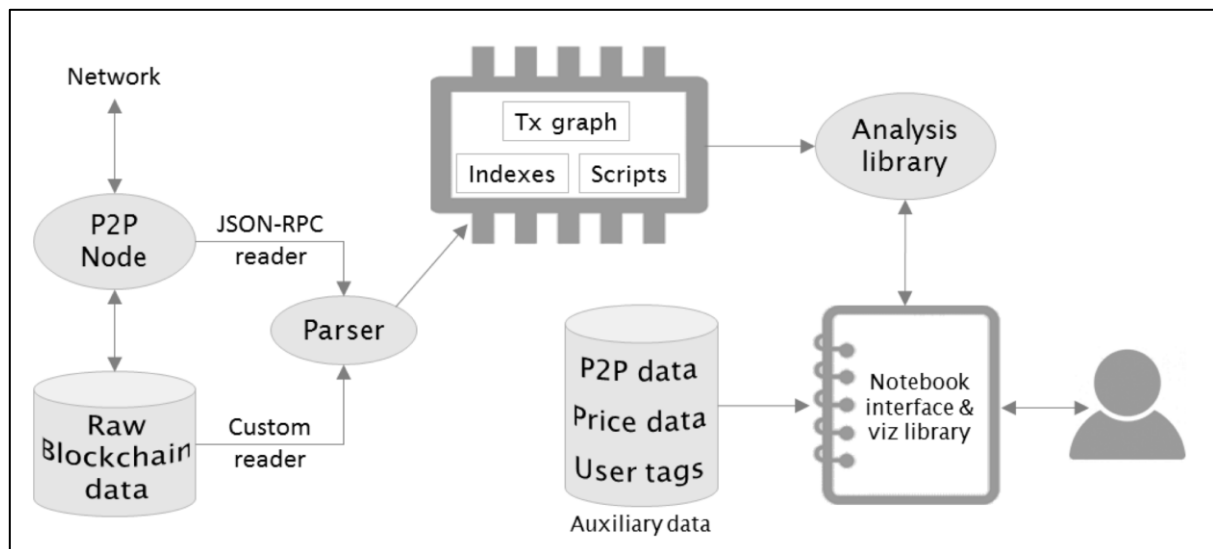 Network
P2P
Node
JSON-RPC
reader
Parser
Raw
Blockchain
data
Custom
reader
Tx graph
Indexes
Scripts
Analysis
library
P2P data
Price data
User tags
Auxiliary data
Notebook
interface &
viz library